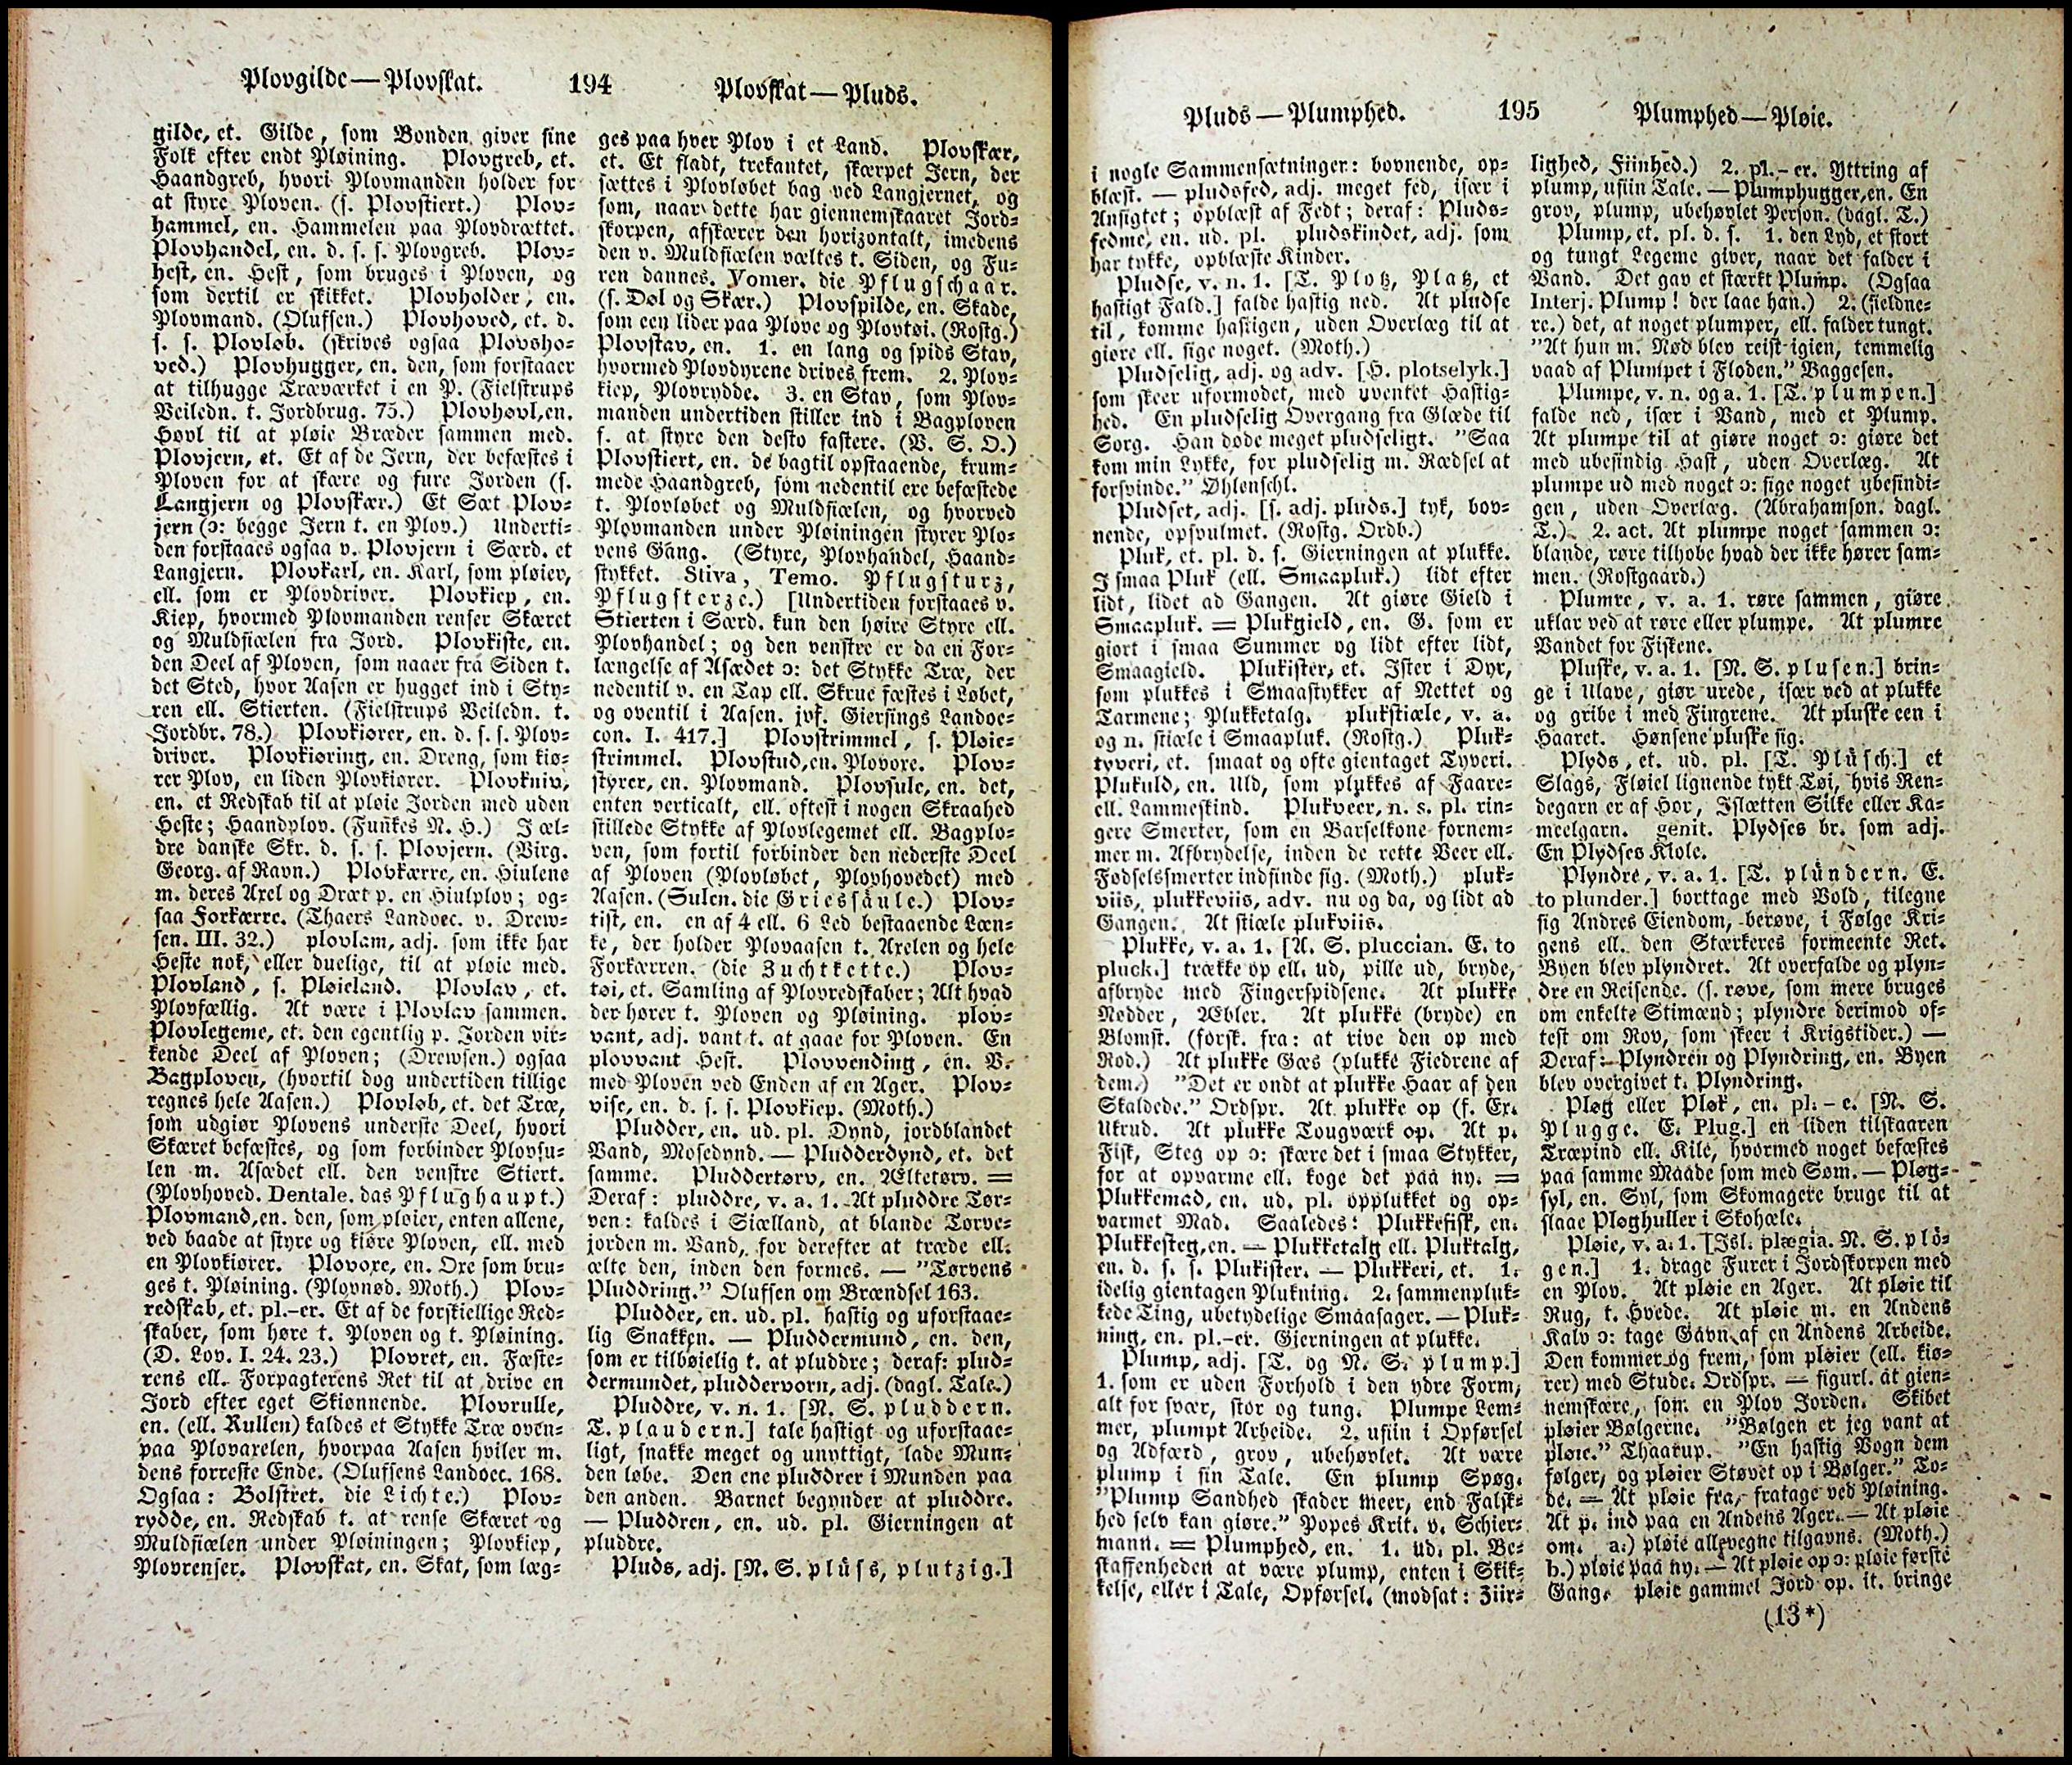 Plovgilde — Plovskat. 194 Plovskat — Pluds.
gilde, et. Gilde, som Bonden giver sine
Folk efter endt Pløining. Plovgreb, et.
Haandgreb, hvori Plovmanden holder for
at styre Ploven. (s. Plovstiert.) Plov-
hammel, en. Hammelen paa Plovdrættet.
Plovhandel, en. d. s. s. Plovgreb. Plov-
hest, en. Hest, som bruges i Ploven, og
som dertil er skikket. Plovholder, en.
Plovmand. (Olufsen.) Plovhoved, et. d.
s. s. Plovløb. (skrives ogsaa Plovsho-
ved.) Plovhugger, en. den, som forstaaer
at tilhugge Træværket i en P. (Fielstrups
Veiledn. t. Jordbrug. 75.) Plovhøvl, en.
Høvl til at pløie Bræder sammen med.
Plovjern, et. Et af de Jern, der befæstes i
Ploven for at skære og fure Jorden (s.
Langjern og Plovskær.) Et Sæt Plov-
jern (ɔ: begge Jern t. en Plov.) Underti-
den forstaaes ogsaa v. Plovjern i Særd. et
Langjern. Plovkarl, en. Karl, som pløier,
ell. som er Plovdriver. Plovkiep, en.
Kiep, hvormed Plovmanden renser Skæret
og Muldfiælen fra Jord. Plovkiste, en.
den Deel af Ploven, som naaer fra Siden t.
det Sted, hvor Aasen er hugget ind i Sty-
ren ell. Stierten. (Fielstrups Veiledn. t.
Jordbr. 78.) Plovkiører, en. d. s. s. Plov-
driver. Plovkiøring, en. Dreng, som kiø-
rer Plov, en liden Plovkiører. Plovkniv,
en. et Redskab til at pløie Jorden med uden
Heste; Haandplov. (Funkes N. H.) I æl-
dre danske Skr. d. s. s. Plovjern. (Virg.
Georg. af Ravn.) Plovkærre, en. Hiulene
m. deres Axel og Dræt p. en Hiulplov; og-
saa Forkærre. (Thaers Landoec. v. Drew-
sen. III. 32.) plovlam, adj. som ikke har
Heste nok, eller duelige, til at pløie med.
Plovland, s. Pløieland. Plovlav, et.
Plovfællig. At være i Plovlav sammen.
Plovlegeme, et. den egentlig p. Jorden vir-
kende Deel af Ploven; (Drewsen.) ogsaa
Bagploven, (hvortil dog undertiden tillige
regnes hele Aasen.) Plovløb, et. det Træ,
som udgiør Plovens underste Deel, hvori
Skæret befæstes, og som forbinder Plovsu-
len m. Asædet ell. den venstre Stiert.
(Plovhoved. Dentale. das Pflughaupt.)
Plovmand, en. den, som pløier, enten allene,
ved baade at styre og kiøre Ploven, ell. med
en Plovkiører. Plovoxe, en. Oxe som bru-
ges t. Pløining. (Plovnød. Moth.) Plov-
redskab, et. pl.-er. Et af de forskiellige Red-
skaber, som høre t. Ploven og t. Pløining.
(D. Lov. I. 24. 23.) Plovret, en. Fæste-
rens ell. Forpagterens Ret til at drive en
Jord efter eget Skiønnende. Plovrulle,
en. (ell. Rullen) kaldes et Stykke Træ oven-
paa Plovaxelen, hvorpaa Aasen hviler m.
dens forreste Ende. (Olufsens Landoec. 168.
Ogsaa: Bolstret. die Lichte.) Plov-
rydde, en. Redskab t. at rense Skæret og
Muldfiælen under Pløiningen; Plovkiep,
Plovrenser. Plovskat, en. Skat, som læg-
ges paa hver Plov i et Land. Plovskær,
et. Et fladt, trekantet, skærpet Jern, der
sættes i Plovløbet bag ved Langjernet, og
som, naar dette har giennemskaaret Jord-
skorpen, afskærer den horizontalt, imedens
den v. Muldfiælen væltes t. Siden, og Fu-
ren dannes. Vomer. die Pflugschaar.
(s. Døl og Skær.) Plovspilde, en. Skade,
som een lider paa Plove og Plovtøi. (Rostg.)
Plovstav, en. 1. en lang og spids Stav,
hvormed Plovdyrene drives frem. 2. Plov-
kiep, Plovrydde. 3. en Stav, som Plov-
manden undertiden stiller ind i Bagploven
f. at styre den desto fastere. (V. S. O.)
Plovstiert, en. de bagtil opstaaende, krum-
mede Haandgreb, som nedentil ere befæstede
t. Plovløbet og Muldfiælen, og hvorved
Plovmanden under Pløiningen styrer Plo-
vens Gang. (Styre, Plovhandel, Haand-
stykket. Stiva, Temo. Pflugsturz,
Pflugsterze.) [Undertiden forstaaes v.
Stierten i Særd. kun den høire Styre ell.
Plovhandel; og den venstre er da en For-
længelse af Asædet ɔ: det Stykke Træ, der
nedentil v. en Tap ell. Skrue fæstes i Løbet,
og oventil i Aasen. jvf. Giersings Landoe-
con. I. 417.] Plovstrimmel, s. Pløie-
strimmel. Plovstud, en. Plovoxe. Plov-
styrer, en. Plovmand. Plovsule, en. det,
enten verticalt, ell. oftest i nogen Skraahed
stillede Stykke af Plovlegemet ell. Bagplo-
ven, som fortil forbinder den nederste Deel
af Ploven (Plovløbet, Plovhovedet) med
Aasen. (Sulen. die Griessäule.) Plov-
tist, en. en af 4 ell. 6 Led bestaaende Læn-
ke, der holder Plovaasen t. Axelen og hele
Forkærren. (die Zuchtkette.) Plov-
tøi, et. Samling af Plovredskaber; Alt hvad
der hører t. Ploven og Pløining. plov-
vant, adj. vant t. at gaae for Ploven. En
plovvant Hest. Plovvending, en. V.
med Ploven ved Enden af en Ager. Plov-
vise, en. d. s. s. Plovkiep. (Moth.)
Pludder, en. ud. pl. Dynd, jordblandet
Vand, Mosedynd. — Pludderdynd, et. det
samme. Pluddertørv, en. Æltetørv. =
Deraf: pluddre, v. a. 1. At pluddre Tør-
ven: kaldes i Siælland, at blande Tørve-
jorden m. Vand, for derefter at træde ell.
ælte den, inden den formes. — "Tørvens
Pluddring." Olufsen om Brændsel 163.
Pludder, en. ud. pl. hastig og uforstaae-
lig Snakken. — Pluddermund, en. den,
som er tilbøielig t. at pluddre; deraf: plud-
dermundet, pluddervorn, adj. (dagl. Tale.)
Pluddre, v. n. 1. [N. S. pluddern.
T. plaudern.] tale hastigt og uforstaae-
ligt, snakke meget og unyttigt, lade Mun-
den løbe. Den ene pluddrer i Munden paa
den anden. Barnet begynder at pluddre.
— Pluddren, en. ud. pl. Gierningen at
pluddre.
Pluds, adj. [N. S. plüss, plutzig.]
Pluds — Plumphed. 195 Plumphed — Pløie.
i nogle Sammensætninger: bovnende, op-
blæst. — pludsfed, adj. meget fed, især i
Ansigtet; opblæst af Fedt; deraf: Pluds-
fedme, en. ud. pl. pludskindet, adj. som
har tykke, opblæste Kinder.
Pludse, v. n. 1. [T. Plotz, Platz, et
hastigt Fald.] falde hastig ned. At pludse
til, komme hastigen, uden Overlæg til at
giøre ell. sige noget. (Moth.)
Pludselig, adj. og adv. [H. plotselyk.]
som skeer uformodet, med uventet Hastig-
hed. En pludselig Overgang fra Glæde til
Sorg. Han døde meget pludseligt. "Saa
kom min Lykke, for pludselig m. Rædsel at
forsvinde." Øhlenschl.
Pludset, adj. [s. adj. pluds.] tyk, bov-
nende, opsvulmet. (Rostg. Ordb.)
Pluk, et. pl. d. s. Gierningen at plukke.
I smaa Pluk (ell. Smaapluk.) lidt efter
lidt, lidet ad Gangen. At giøre Gield i
Smaapluk. = Plukgield, en. G. som er
giort i smaa Summer og lidt efter lidt,
Smaagield. Plukister, et. Ister i Dyr,
som plukkes i Smaastykker af Nettet og
Tarmene; Plukketalg. plukstiæle, v. a.
og n. stiæle i Smaapluk. (Rostg.) Pluk-
tyveri, et. smaat og ofte gientaget Tyveri.
Plukuld, en. Uld, som plukkes af Faare-
ell. Lammeskind. Plukveer, n. s. pl. rin-
gere Smerter, som en Barselkone fornem-
mer m. Afbrydelse, inden de rette Veer ell.
Fødselssmerter indfinde sig. (Moth.) pluk-
viis, plukkeviis, adv. nu og da, og lidt ad
Gangen. At stiæle plukviis.
Plukke, v. a. 1. [A. S. pluccian. E. to
pluck.] trække op ell. ud, pille ud, bryde,
afbryde med Fingerspidsene. At plukke
Nødder, Æbler. At plukke (bryde) en
Blomst. (forsk. fra: at rive den op med
Rod.) At plukke Gæs (plukke Fiedrene af
dem.) "Det er ondt at plukke Haar af den
Skaldede." Ordspr. At plukke op (f. Ex.
Ukrud. At plukke Tougværk op. At p.
Fisk, Steg op ɔ: skære det i smaa Stykker,
for at opvarme ell. koge det paa ny. =
Plukkemad, en. ud. pl. opplukket og op-
varmet Mad. Saaledes: Plukkefisk, en.
Plukkesteg, en. — Plukketalg ell. Pluktalg,
en. d. s. s. Plukister. — Plukkeri, et. 1.
idelig gientagen Plukning. 2. sammenpluk-
kede Ting, ubetydelige Smaasager. — Pluk-
ning, en. pl.-er. Gierningen at plukke.
Plump, adj. [T. og N. S. plump.]
1. som er uden Forhold i den ydre Form,
alt for svær, stor og tung. Plumpe Lem-
mer, plumpt Arbeide. 2. ufiin i Opførsel
og Adfærd, grov, ubehøvlet. At være
plump i sin Tale. En plump Spøg.
"Plump Sandhed skader meer, end Falsk-
hed selv kan giøre." Popes Krit. v. Schier-
mann. = Plumphed, en. 1. ud. pl. Be-
skaffenheden at være plump, enten i Skik-
kelse, eller i Tale, Opførsel. (modsat: Ziir-
lighed, Fiinhed.) 2. pl.-er. Yttring af
plump, ufiin Tale. — Plumphugger, en. En
grov, plump, ubehøvlet Person. (dagl. T.)
Plump, et. pl. d. s. 1. den Lyd, et stort
og tungt Legeme giver, naar det falder i
Vand. Det gav et stærkt Plump. (Ogsaa
Interj. Plump! der laae han.) 2. (sieldne-
re.) det, at noget plumper, ell. falder tungt.
"At hun m. Nød blev reist igien, temmelig
vaad af Plumpet i Floden." Baggesen.
Plumpe, v. n. og a. 1. [T. plumpen.]
falde ned, især i Vand, med et Plump.
At plumpe til at giøre noget ɔ: giøre det
med ubesindig Hast, uden Overlæg. At
plumpe ud med noget ɔ: sige noget ubesindi-
gen, uden Overlæg. (Abrahamson. dagl.
T.) 2. act. At plumpe noget sammen ɔ:
blande, røre tilhobe hvad der ikke hører sam-
men. (Rostgaard.)
Plumre, v. a. 1. røre sammen, giøre
uklar ved at røre eller plumpe. At plumre
Vandet for Fiskene.
Pluske, v. a. 1. [N. S. plusen.] brin-
ge i Ulave, giør urede, især ved at plukke
og gribe i med Fingrene. At pluske een i
Haaret. Hønsene pluske sig.
Plyds, et. ud. pl. [T. Plüsch.] et
Slags, Fløiel lignende tykt Tøi, hvis Ren-
degarn er af Hør, Islætten Silke eller Ka-
meelgarn. genit. Plydses br. som adj.
En Plydses Kiole.
Plyndre, v. a. 1. [T. plündern. E.
to plunder.] borttage med Vold, tilegne
sig Andres Eiendom, berøve, i Følge Kri-
gens ell. den Stærkeres formeente Ret.
Byen blev plyndret. At overfalde og plyn-
dre en Reisende. (s. røve, som mere bruges
om enkelte Stimænd; plyndre derimod of-
test om Rov, som skeer i Krigstider.) —
Deraf: Plyndren og Plyndring, en. Byen
blev overgivet t. Plyndring.
Pløg eller Pløk, en. pl. - e. [N. S.
Plugge. E. Plug.] en liden tilskaaren
Træpind ell. Kile, hvormed noget befæstes
paa samme Maade som med Søm. — Pløg-
syl, en. Syl, som Skomagere bruge til at
slaae Pløghuller i Skohæle.
Pløie, v. a. 1. [Isl. plægia. N. S. plö-
gen.] 1. drage Furer i Jordskorpen med
en Plov. At pløie en Ager. At pløie til
Rug, t. Hvede. At pløie m. en Andens
Kalv ɔ: tage Gavn af en Andens Arbeide.
Den kommer og frem, som pløier (ell. kiø-
rer) med Stude. Ordspr. — figurl. at gien-
nemskære, som en Plov Jorden. Skibet
pløier Bølgerne. "Bølgen er jeg vant at
pløie." Thaarup. "En hastig Vogn dem
følger, og pløier Støvet op i Bølger." To-
de. — At pløie fra, fratage ved Pløining.
At p. ind paa en Andens Ager. — At pløie
om. a.) pløie allevegne tilgavns. (Moth.)
b.) pløie paa ny. — At pløie op ɔ: pløie første
Gang. pløie gammel Jord op. it. bringe
(13*)